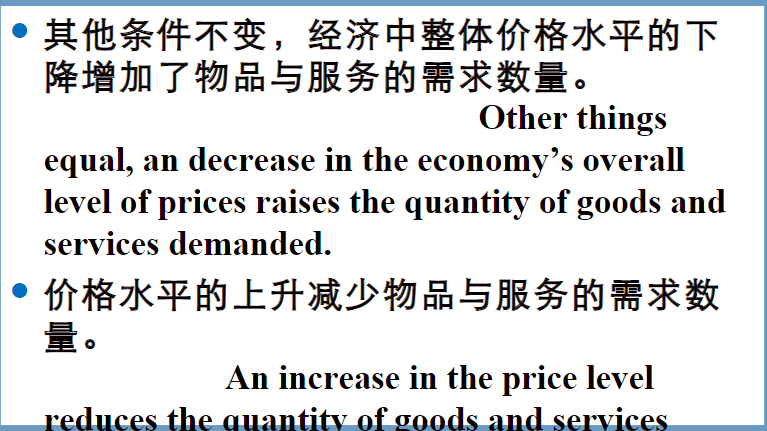 其他条件不变，经济中整体价格水平的下
降增加了物品与服务的需求数量。
Other things
equal, an decrease in the economy’s overall
level of prices raises the quantity of goods and
services demanded.
价格水平的上升减少物品与服务的需求数
量。
An increase in the price level
reduces the quantity of goods and services